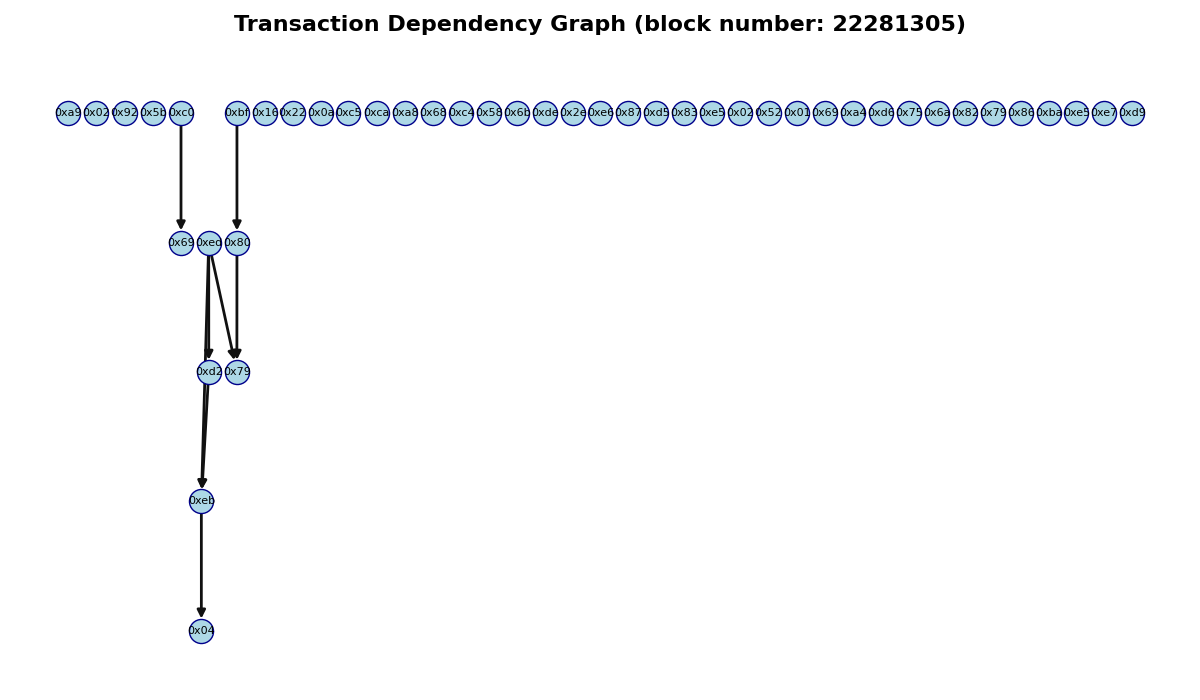 Transaction Dependency Graph (block number: 22281305)
0xa9 0x02 0x92 0x5b 0xc0 0xbf 0x16 0x22 0x0a 0xc5 0xca 0xa8 0x68 0xc4 0x58 0x6b 0xde 0x2e 0xe6 0x87 0xd5 0x83 0xe5 0x02 0x52 0x01 0x69 0xa4 0xd6 0x75 0x6a 0x82 0x79 0x86 0xba 0xe5 0xe7 0xd9
0x69 0xed 0x80
0xd2 0x79
0xeb
0x04